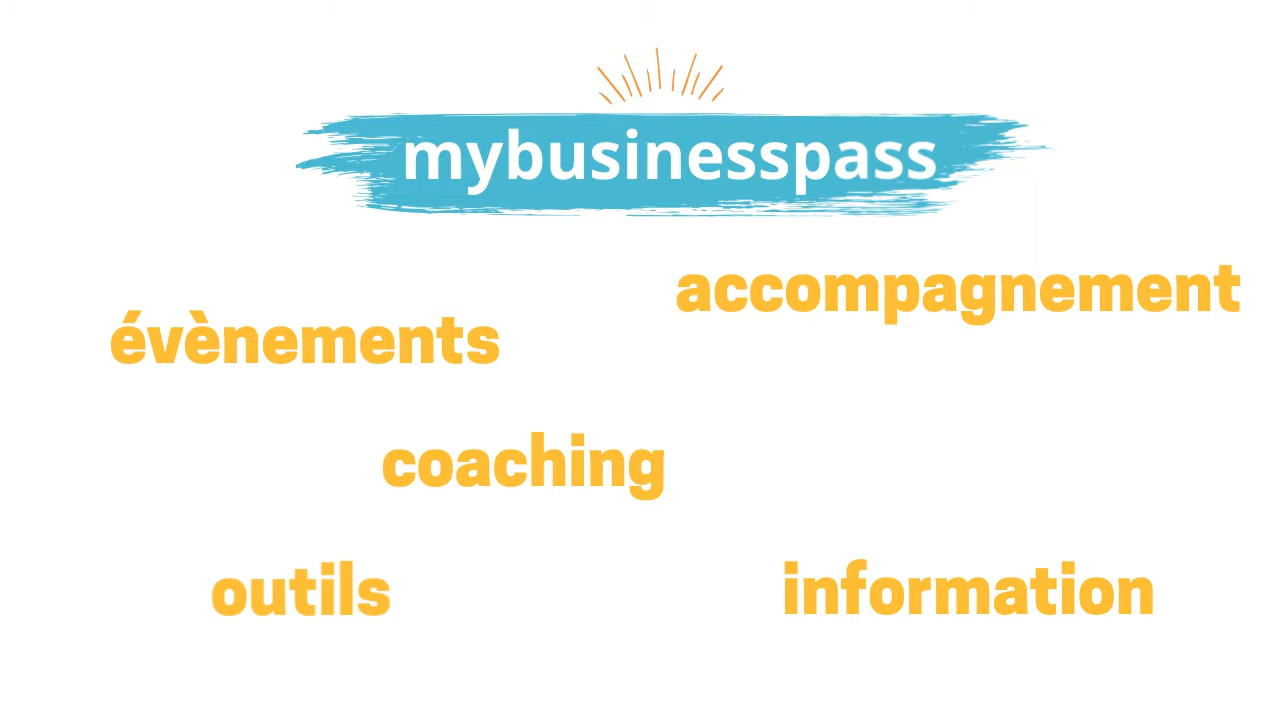 mybusinesspass
accompagnement
évènements
coaching
outils
information